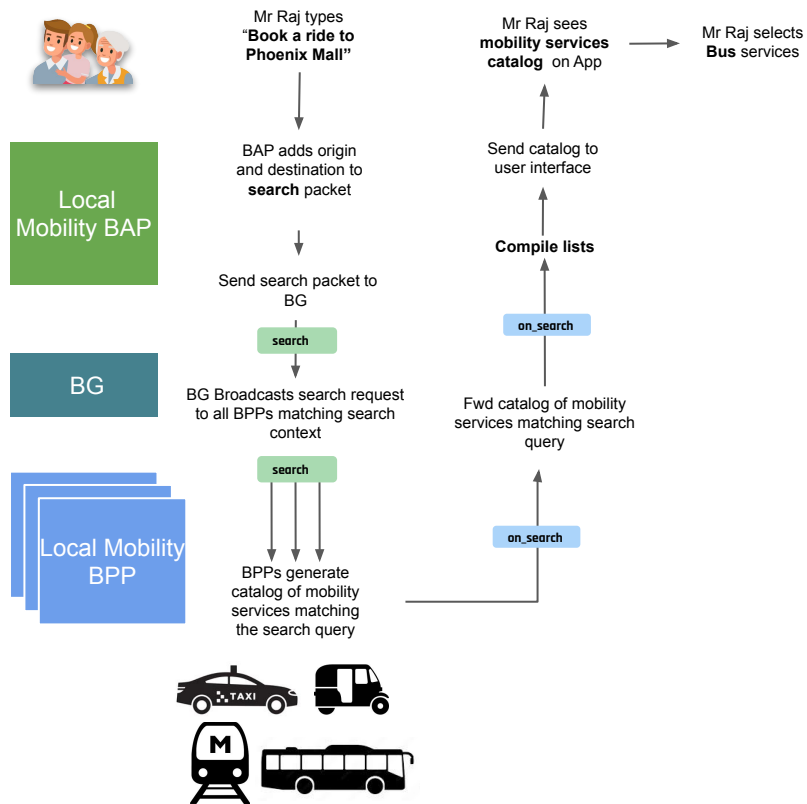 Mr Raj types
“Book a ride to
Phoenix Mall”
Mr Raj sees
mobility services
catalog on App
Mr Raj selects
Bus services
Local
Mobility BAP
BAP adds origin
and destination to
search packet
Send search packet to
BG
search
Send catalog to
user interface
Compile lists
on_search
BG
BG Broadcasts search request
to all BPPs matching search
context
search
Fwd catalog of mobility
services matching search
query
on_search
Local Mobility
BPP
BPPs generate
catalog of mobility
services matching
the search query
TAXI
M